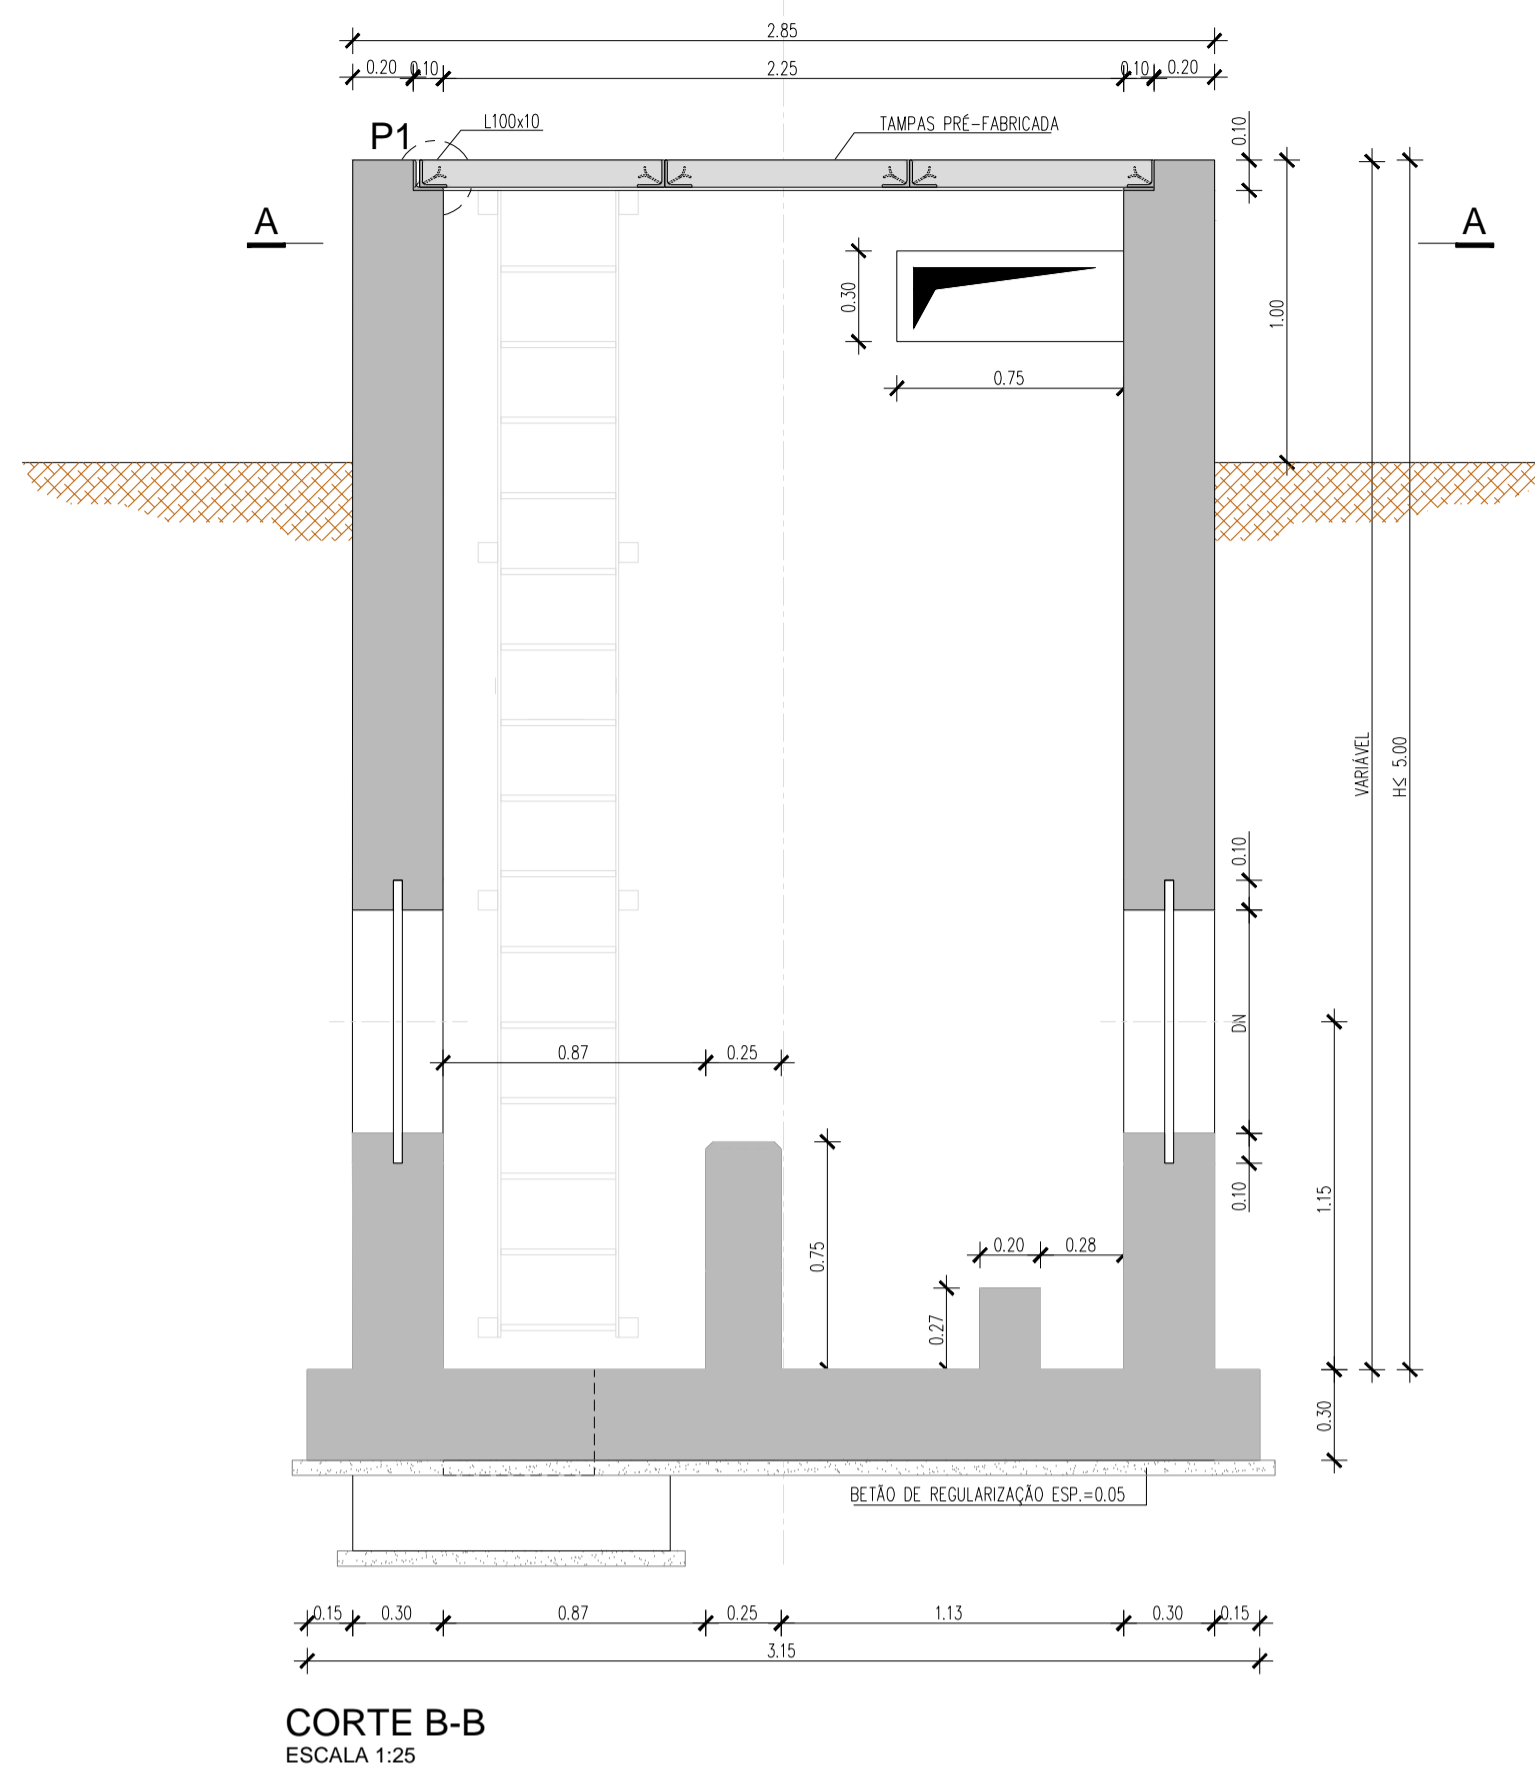 2.85
0.20
0.10
2.25
0.10
0.20
P1
L100x10
TAMPAS PRÉ-FABRICADA
0.10
A
A
0.30
1.00
0.75
VARIÁVEL
H≤ 5.00
0.10
DN
0.87
0.25
0.10
1.15
0.75
0.20
0.28
0.27
0.30
BETÃO DE REGULARIZAÇÃO ESP.=0.05
0.15
0.30
0.87
0.25
1.13
0.30
0.15
3.15
CORTE B-B
ESCALA 1:25